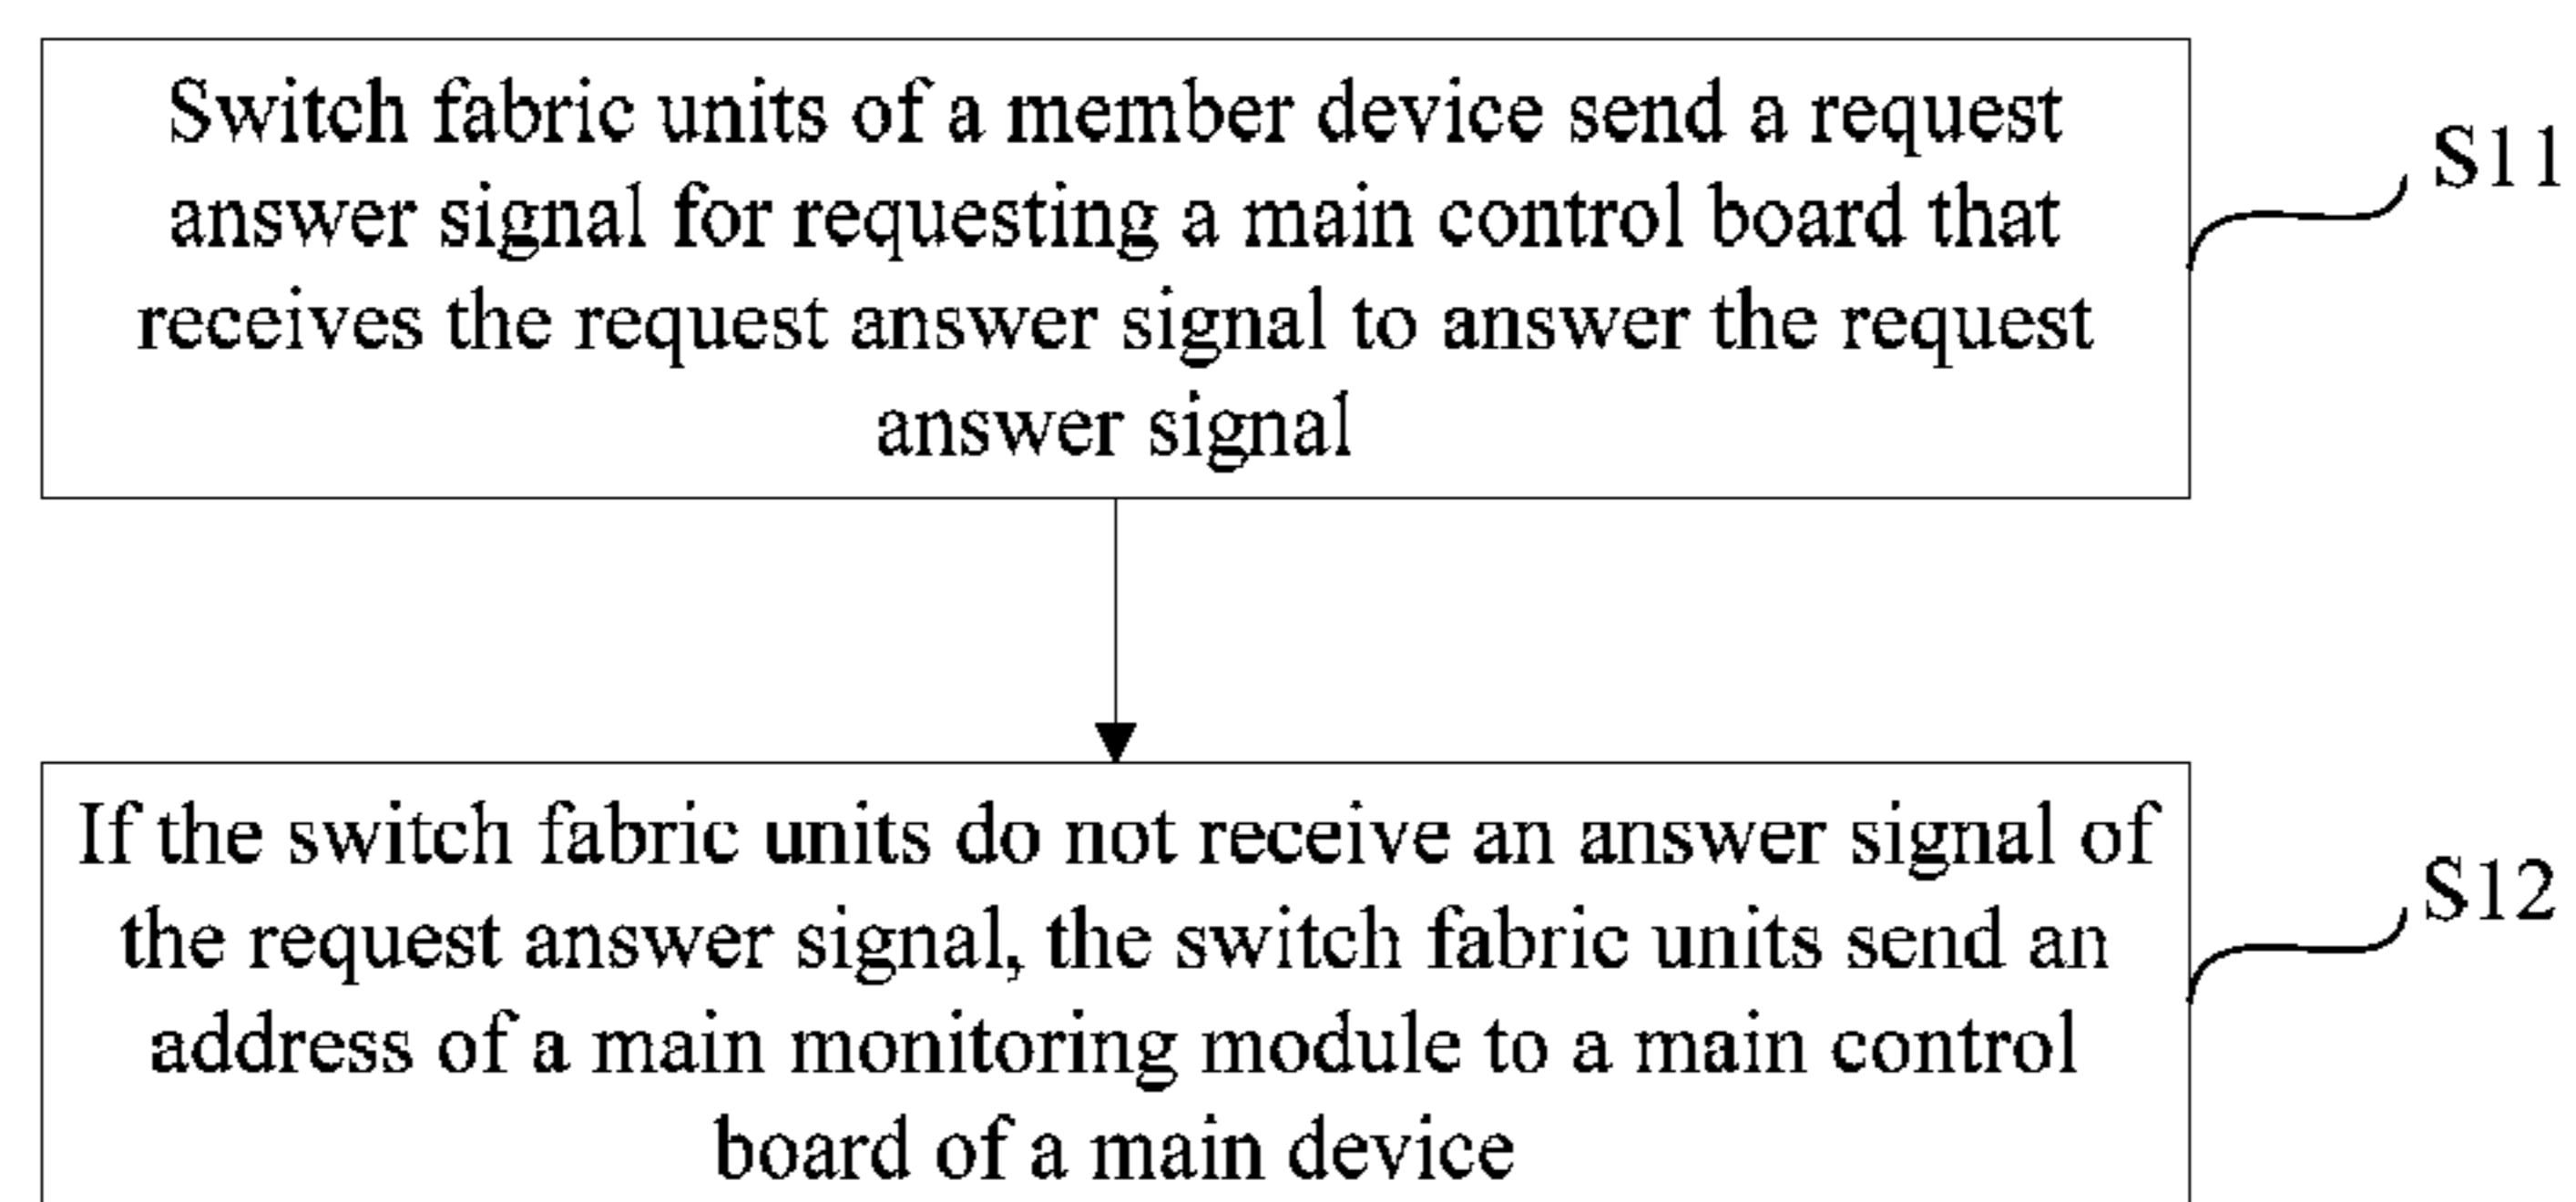 Switch fabric units of a member device send a request
answer signal for requesting a main control board that
receives the request answer signal to answer the request
answer signal
S11
If the switch fabric units do not receive an answer signal of
the request answer signal, the switch fabric units send an
address of a main monitoring module to a main control
board of a main device
S12